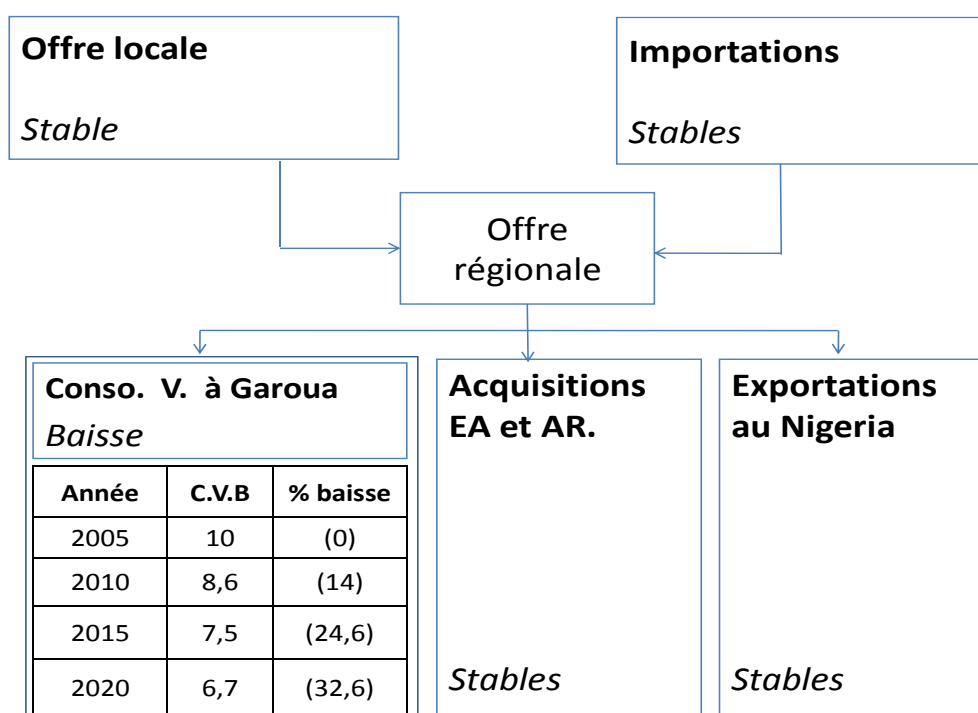 Offre locale
Stable
Importations
Stables
Offre
régionale
Conso. V. à Garoua
Baisse
Année C.V.B % baisse
2005 10 (0)
2010 8,6 (14)
2015 7,5 (24,6)
2020 6,7 (32,6)
Acquisitions
EA et AR.
Stables
Exportations
au Nigeria
Stables